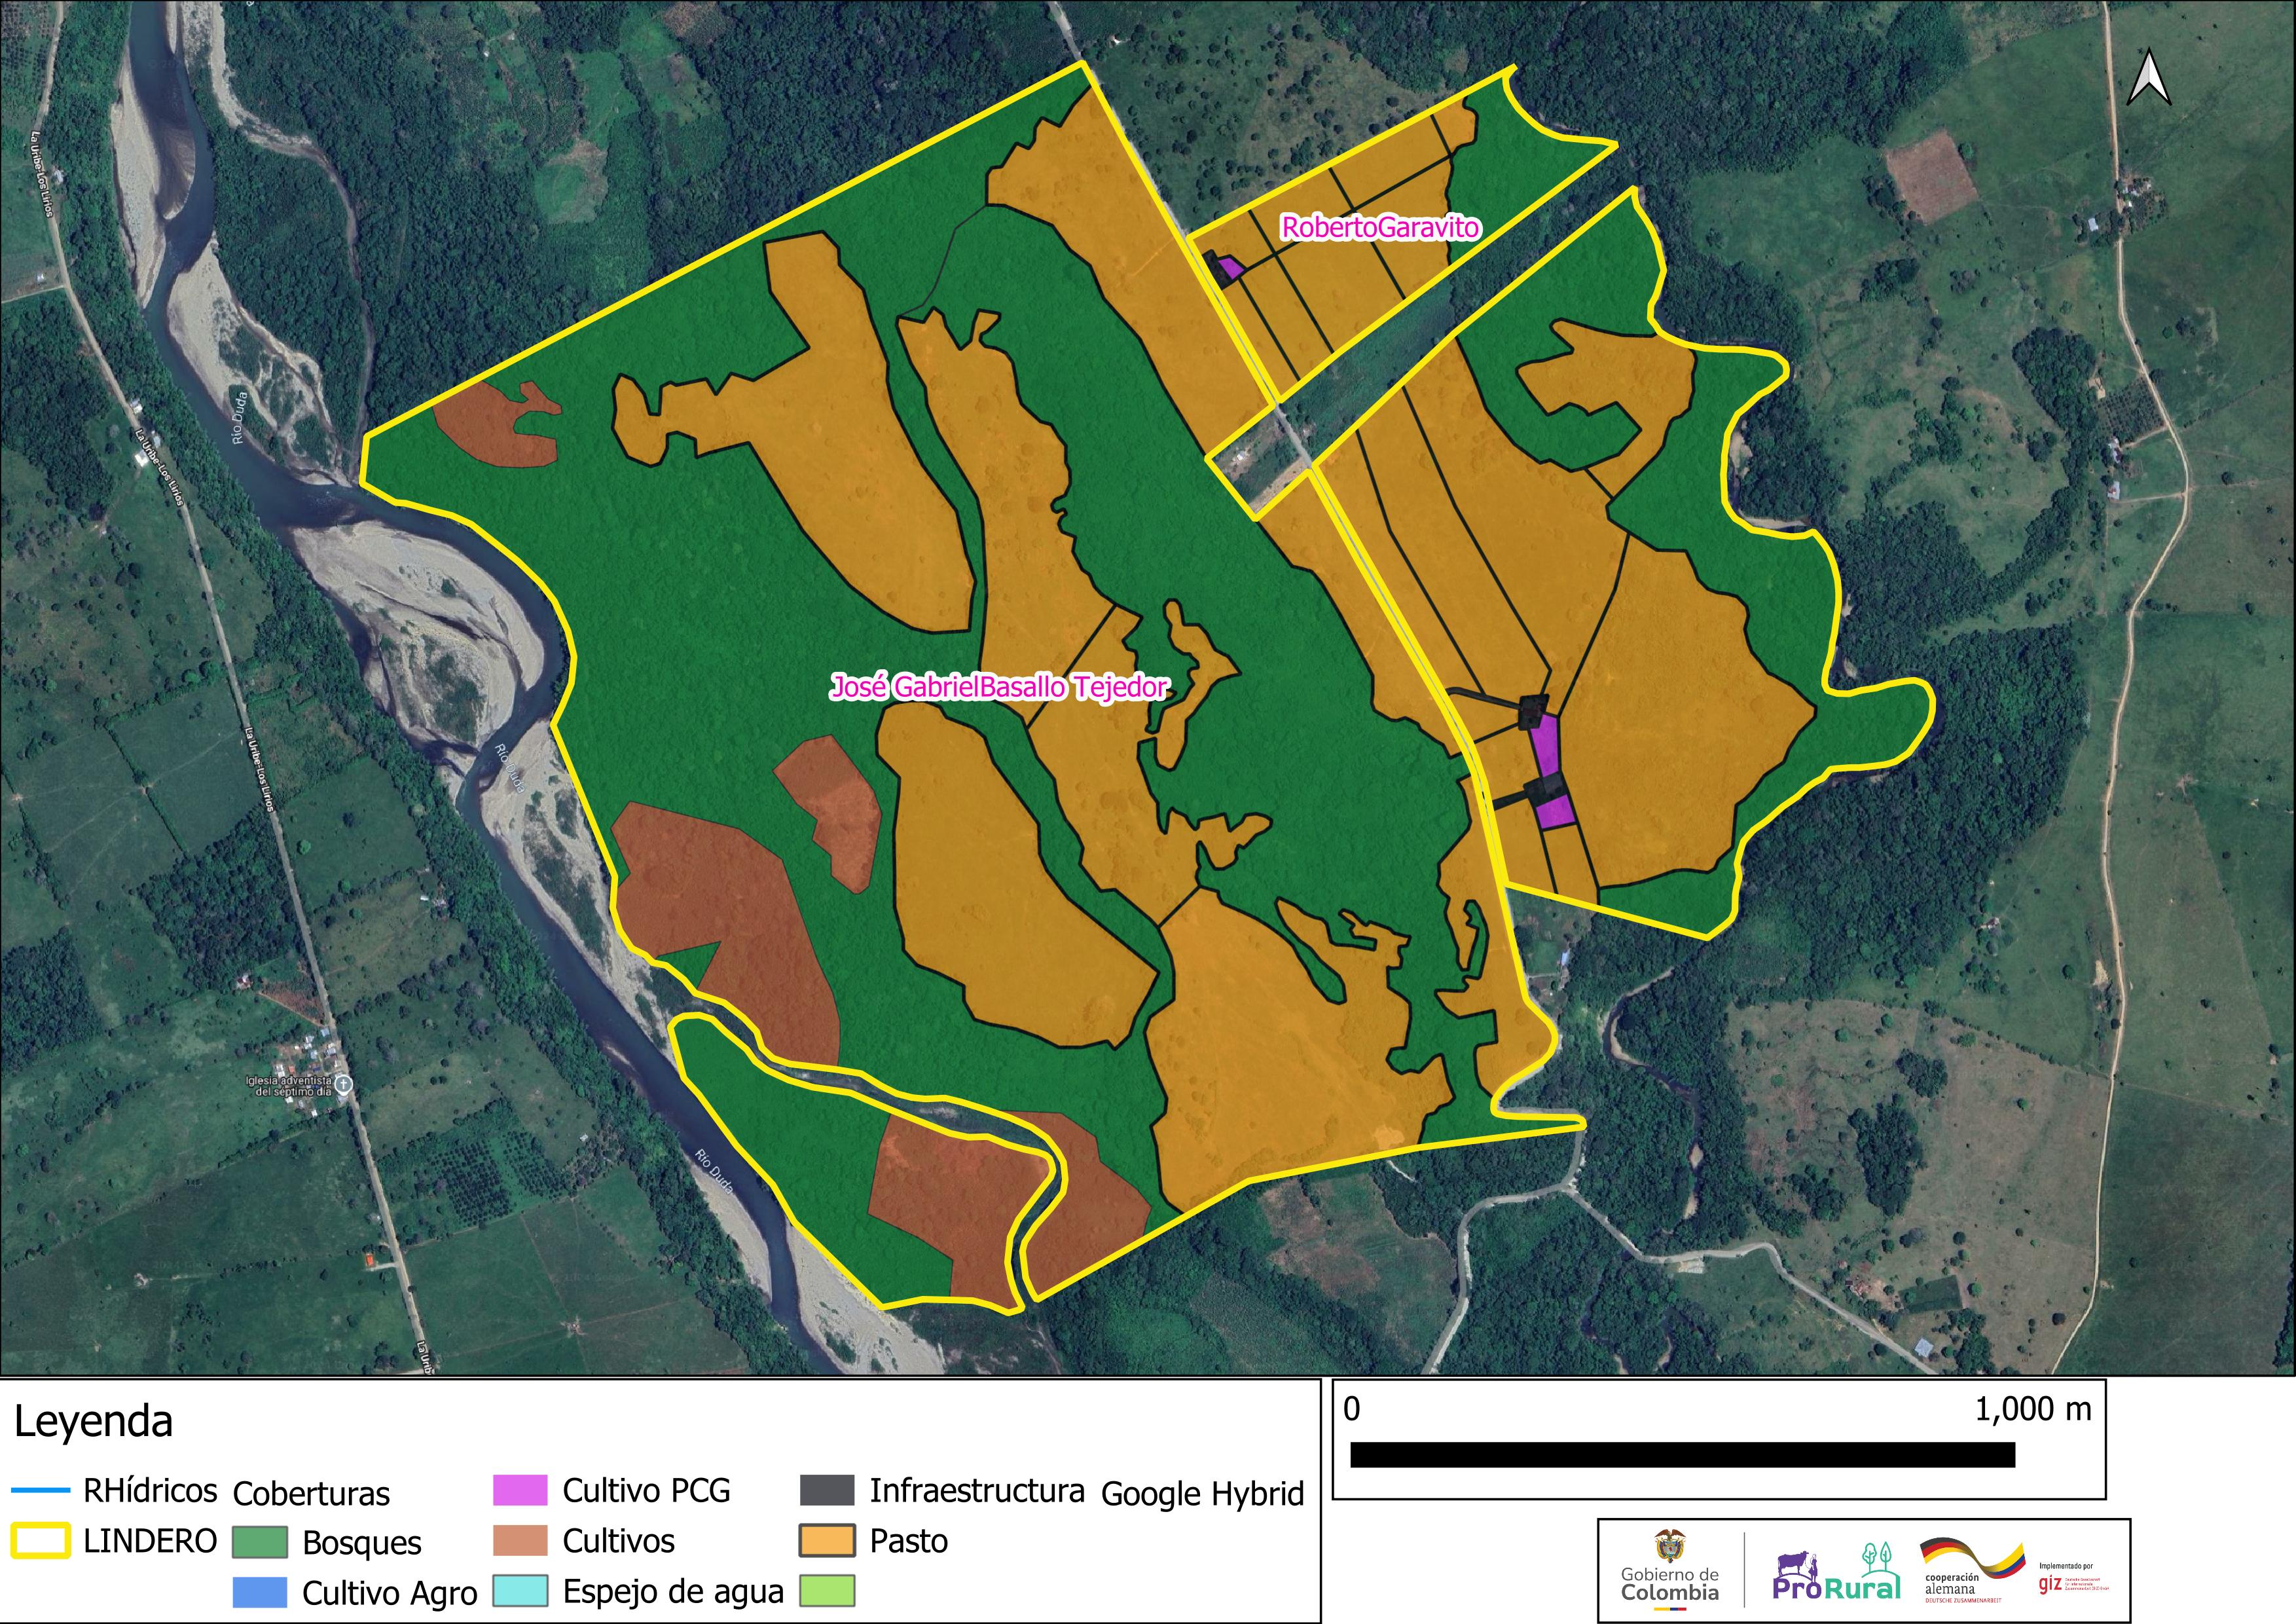 La Uribe-Los Lirios
Río Duda
La Uribe-Los Lirios
RobertoGaravito
José GabrielBasallo Tejedor
La Uribe-Los Lirios
Río Duda
Iglesia adventista
del séptimo día
Río Duda
La Uribe
Leyenda
RHídricos
LINDERO
Coberturas
Bosques
Cultivo Agro
Cultivo PCG
Cultivos
Espejo de agua
Infraestructura
Pasto
Google Hybrid
0 1,000 m
Gobierno de
Colombia
ProRural
cooperación
alemana
DEUTSCHE ZUSAMMENARBEIT
Implementado por
giz